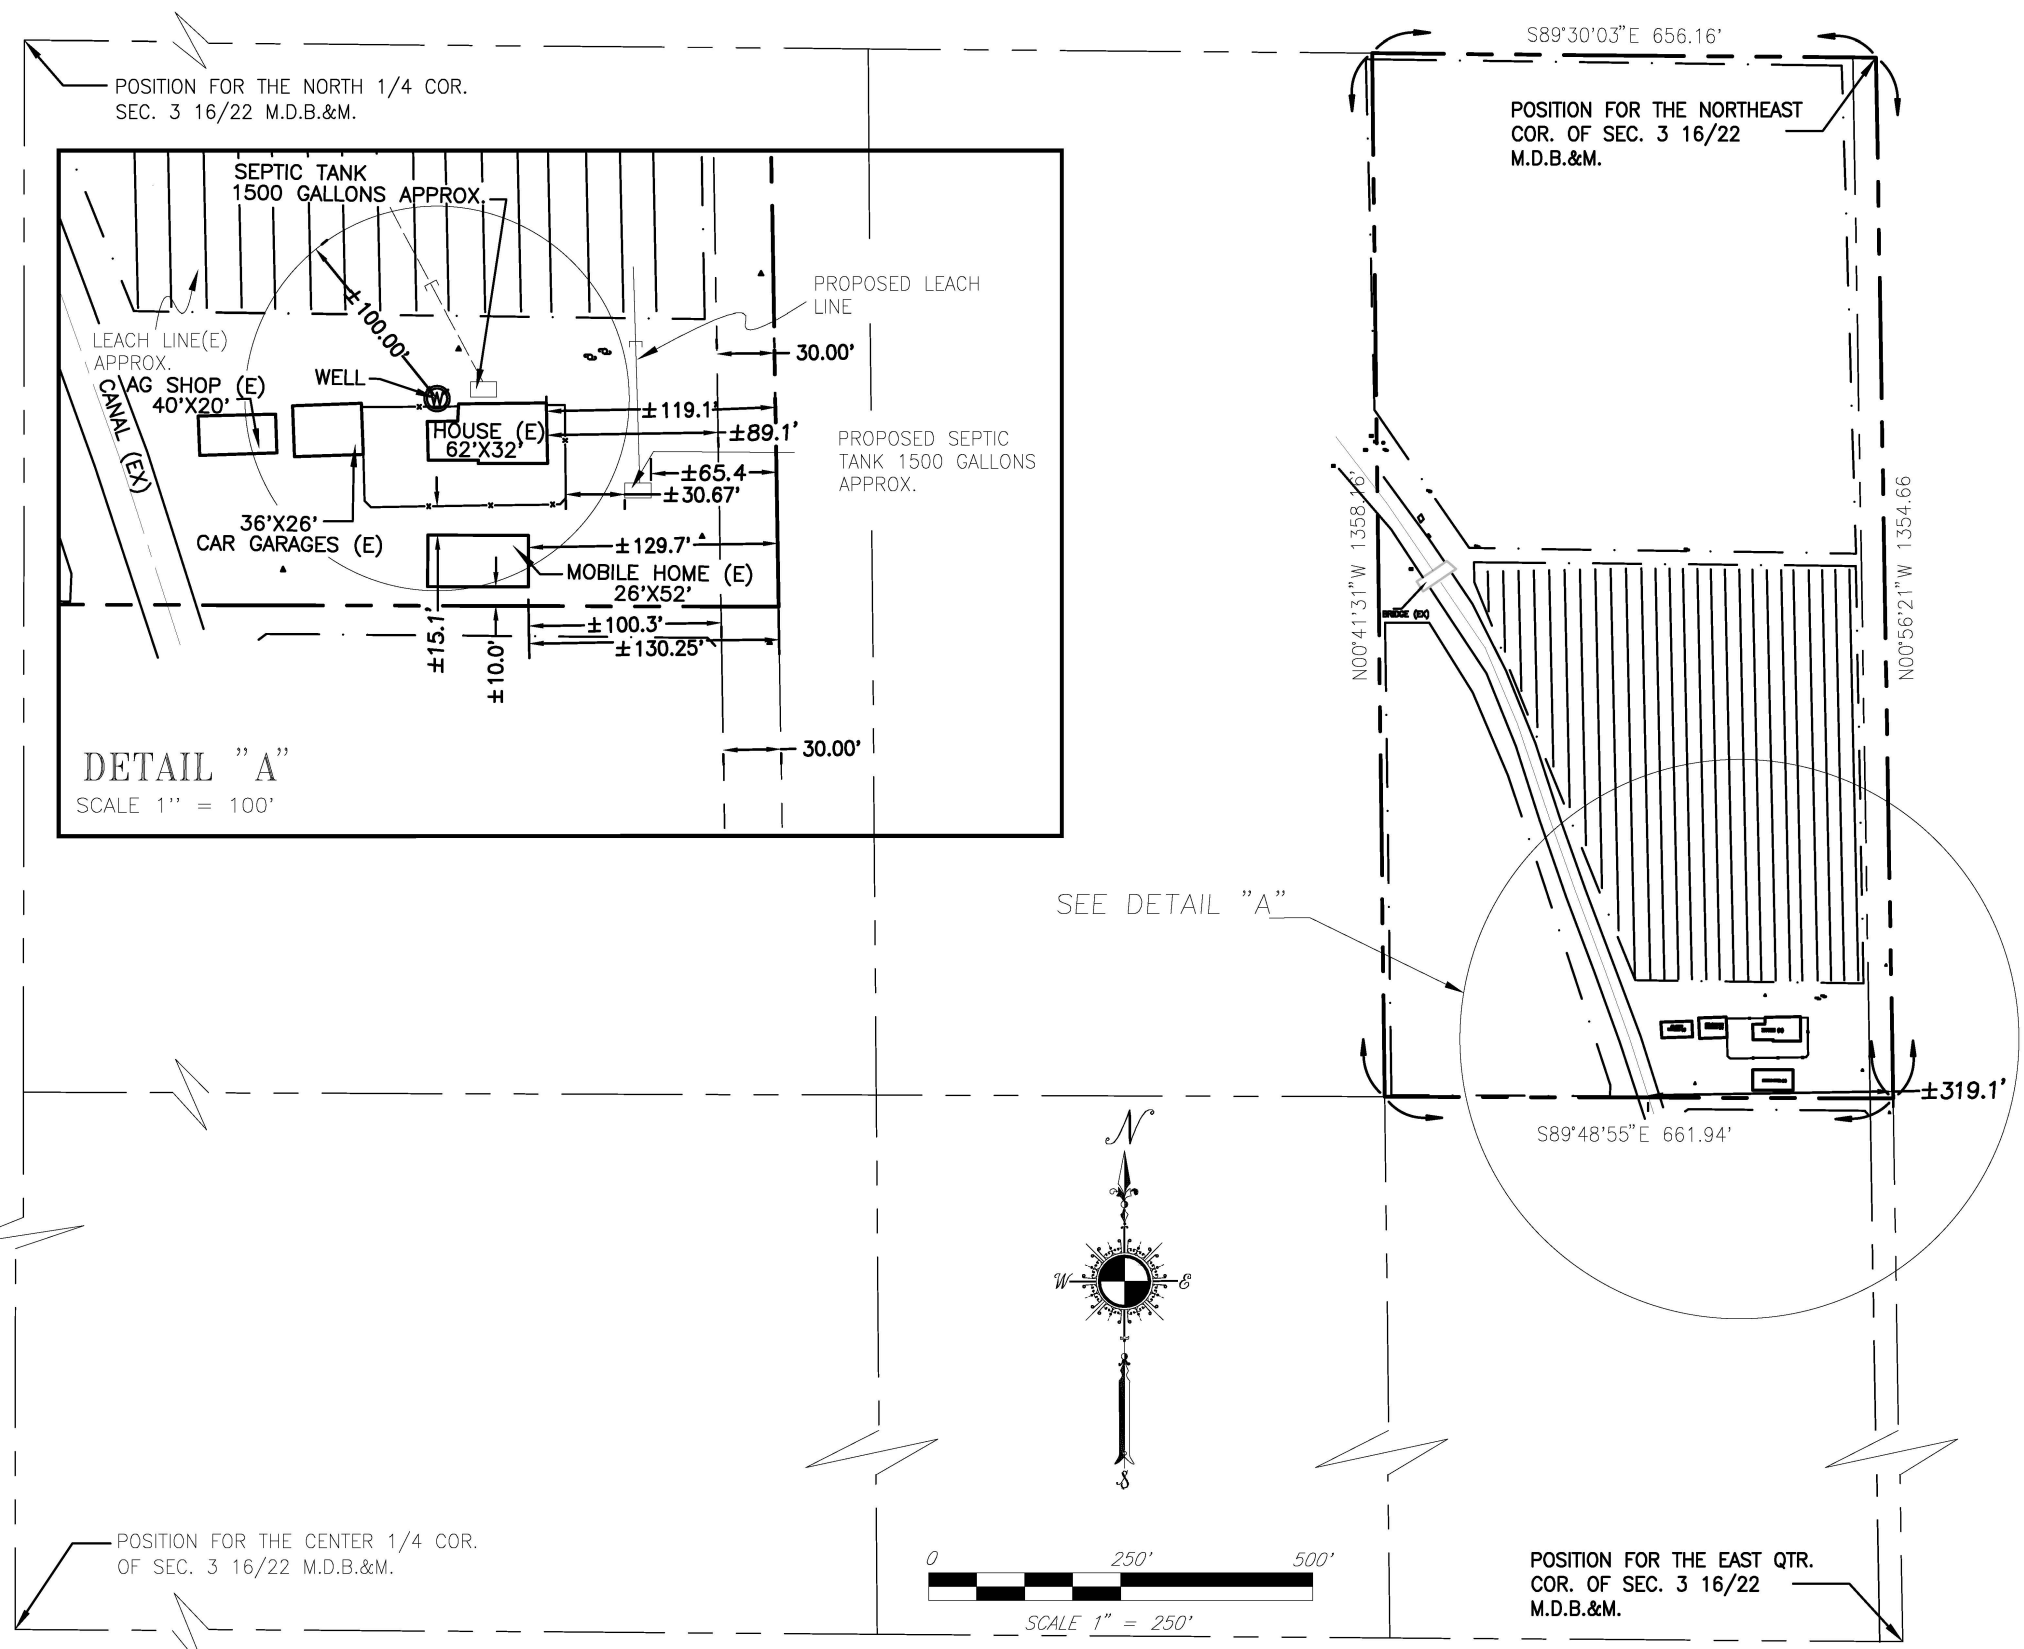 S89°30'03"E 656.16'
POSITION FOR THE NORTH 1/4 COR.
SEC. 3 16/22 M.D.B.&M.
POSITION FOR THE NORTHEAST
COR. OF SEC. 3 16/22
M.D.B.&M.
SEPTIC TANK
1500 GALLONS APPROX.
±100.00'
PROPOSED LEACH
LINE
LEACH LINE(E)
APPROX.
30.00'
WELL
W
AG SHOP (E)
40'X20'
CANAL (EX)
±119.1'
HOUSE (E)
62'X32'
±89.1'
PROPOSED SEPTIC
TANK 1500 GALLONS
APPROX.
±65.4
±30.67'
36'X26'
CAR GARAGES (E)
±129.7'
MOBILE HOME (E)
26'X52'
±15.1'
±10.0'
±100.3'
±130.25'
30.00'
DETAIL "A"
SCALE 1'' = 100'
N00°41'31"W 1358.16'
N00°56'21"W 1354.66
BRIDGE (EX)
SEE DETAIL "A"
±319.1'
S89°48'55"E 661.94'
N
W
E
S
POSITION FOR THE CENTER 1/4 COR.
OF SEC. 3 16/22 M.D.B.&M.
0 250' 500'
SCALE 1" = 250'
POSITION FOR THE EAST QTR.
COR. OF SEC. 3 16/22
M.D.B.&M.